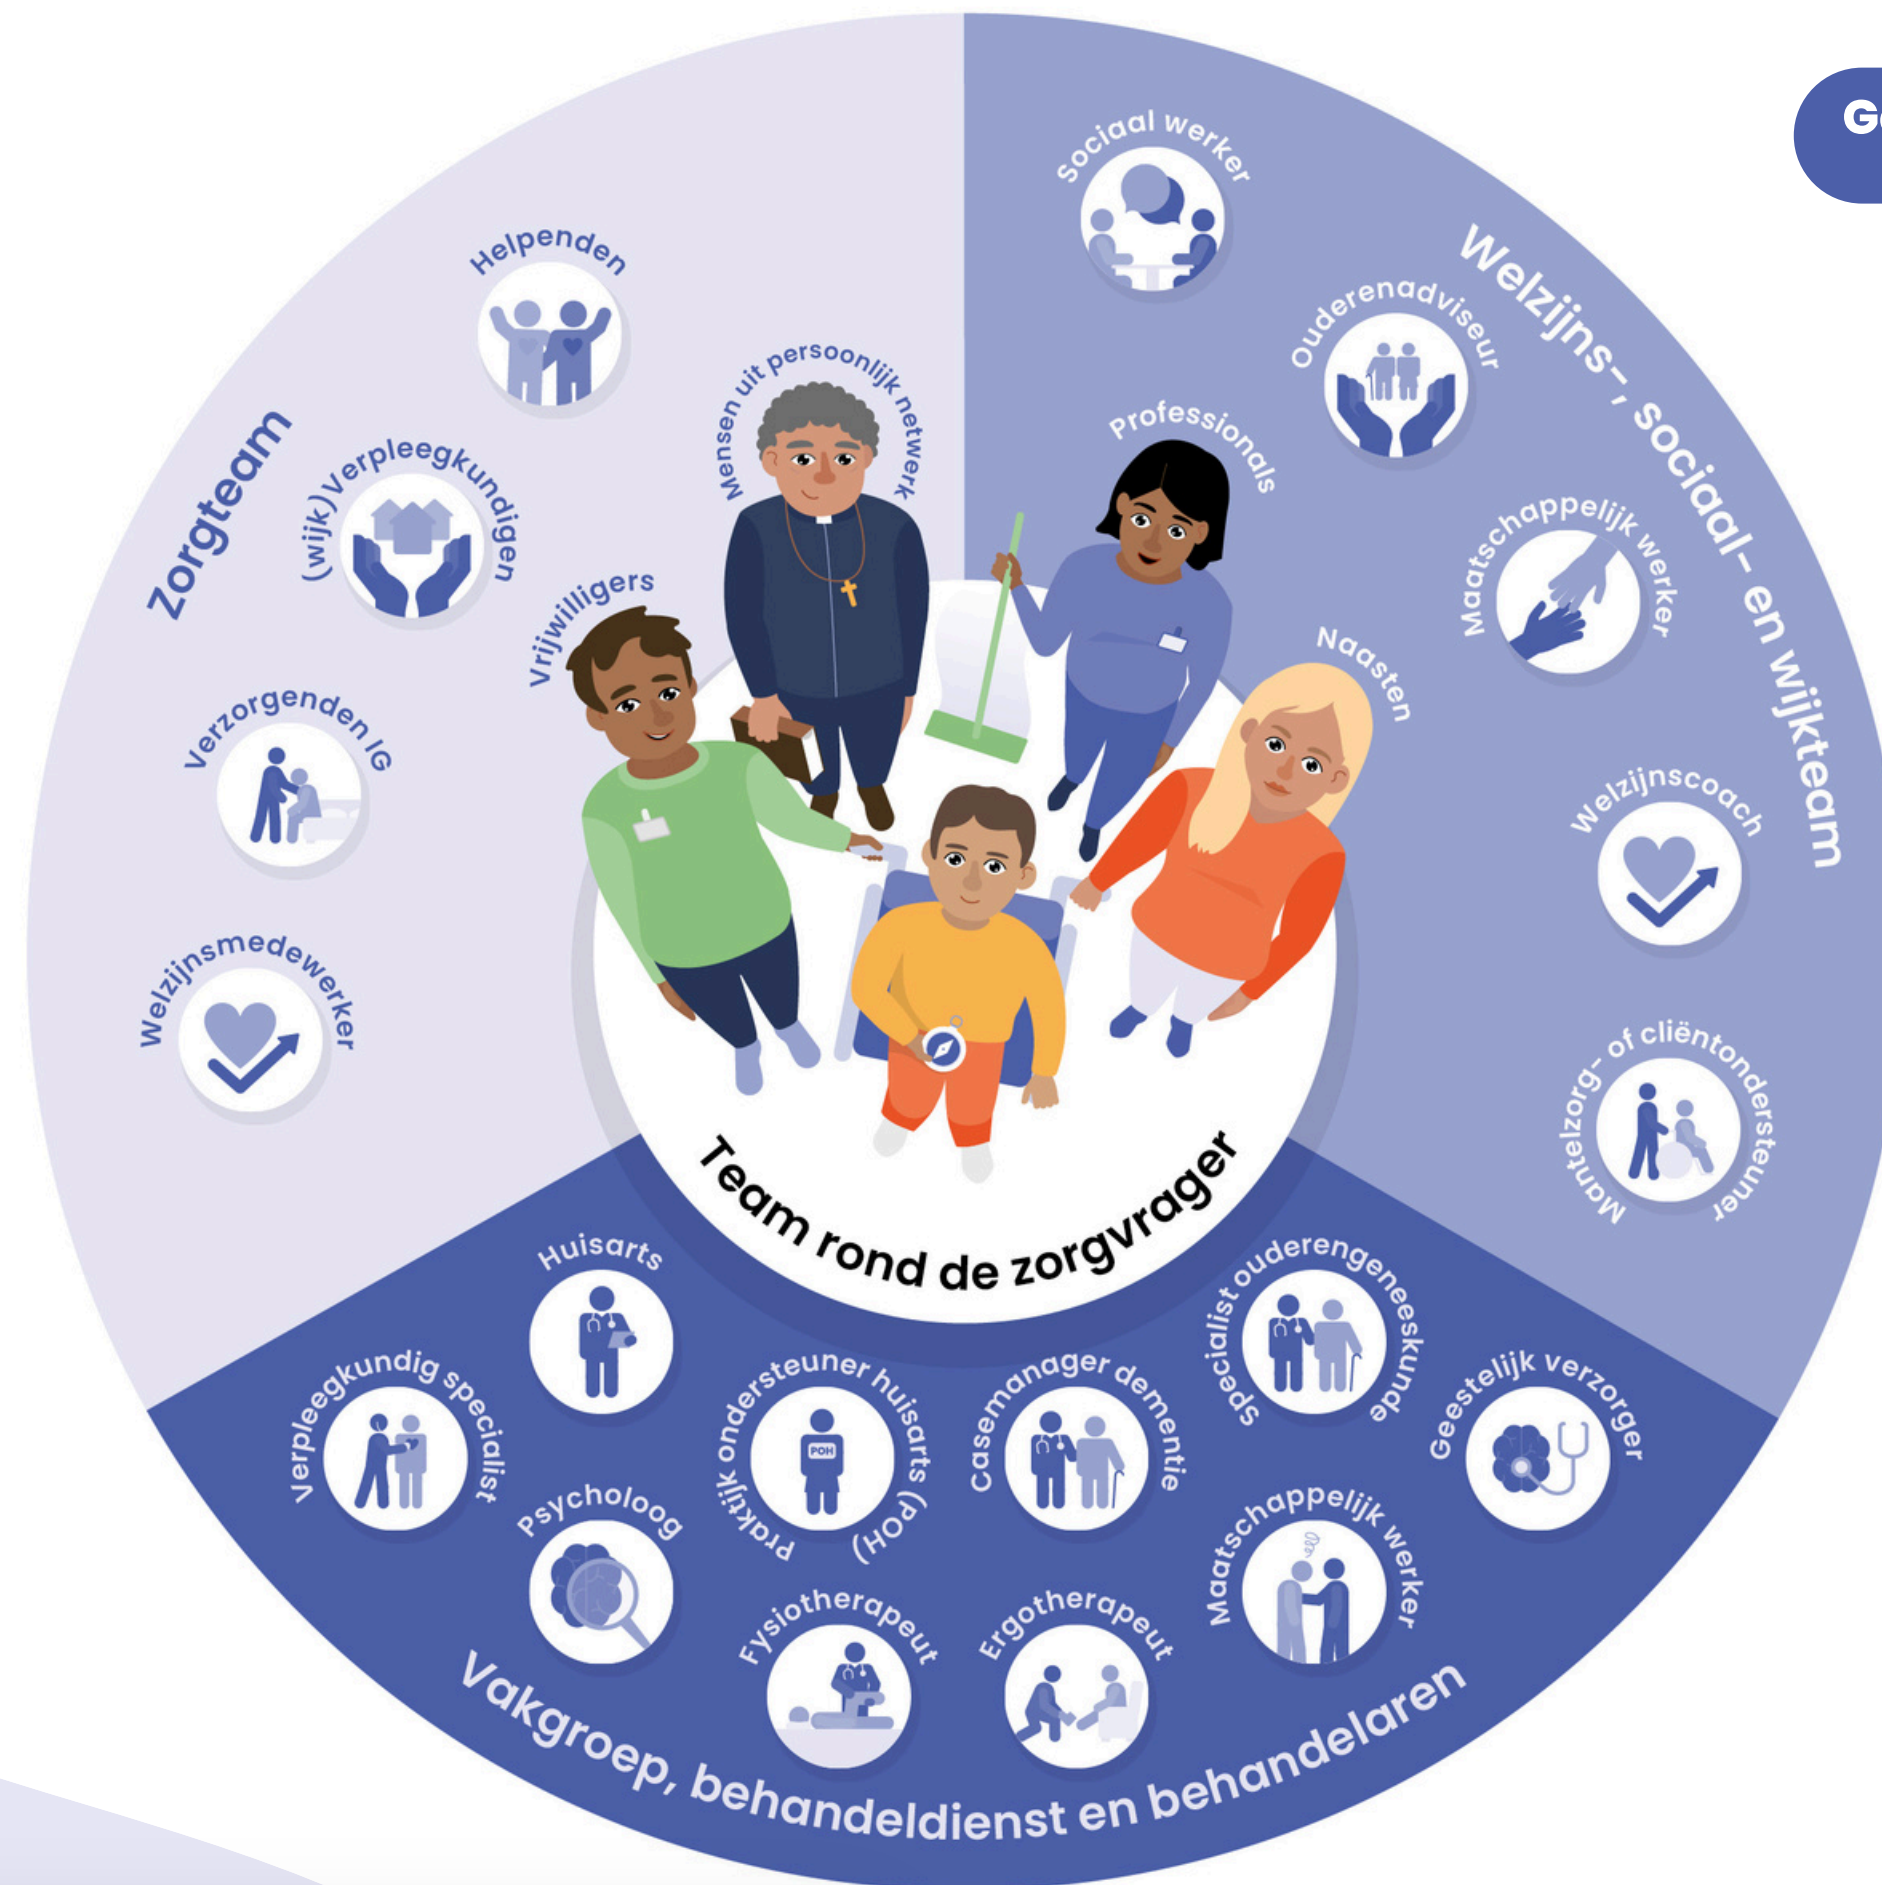 Zorgteam
Helpenden
(wijk)Verpleegkundigen
Verzorgenden IG
Welzijnsmedewerker
Mensen uit persoonlijk netwerk
Vrijwilligers
Professionals
Naasten
Team rond de zorgvrager
Welzijns-, sociaal- en wijkteam
Sociaal werker
Ouderenadviseur
Maatschappelijk werker
Welzijnscoach
Mantelzorg- of cliëntondersteuner
Huisarts
Verpleegkundig specialist
Psycholoog
Praktijk ondersteuner huisarts (POH)
POH
Casemanager dementie
Specialist ouderengeneeskunde
Geestelijk verzorger
Maatschappelijk werker
Fysiotherapeut
Ergotherapeut
Vakgroep, behandeldienst en behandelaren